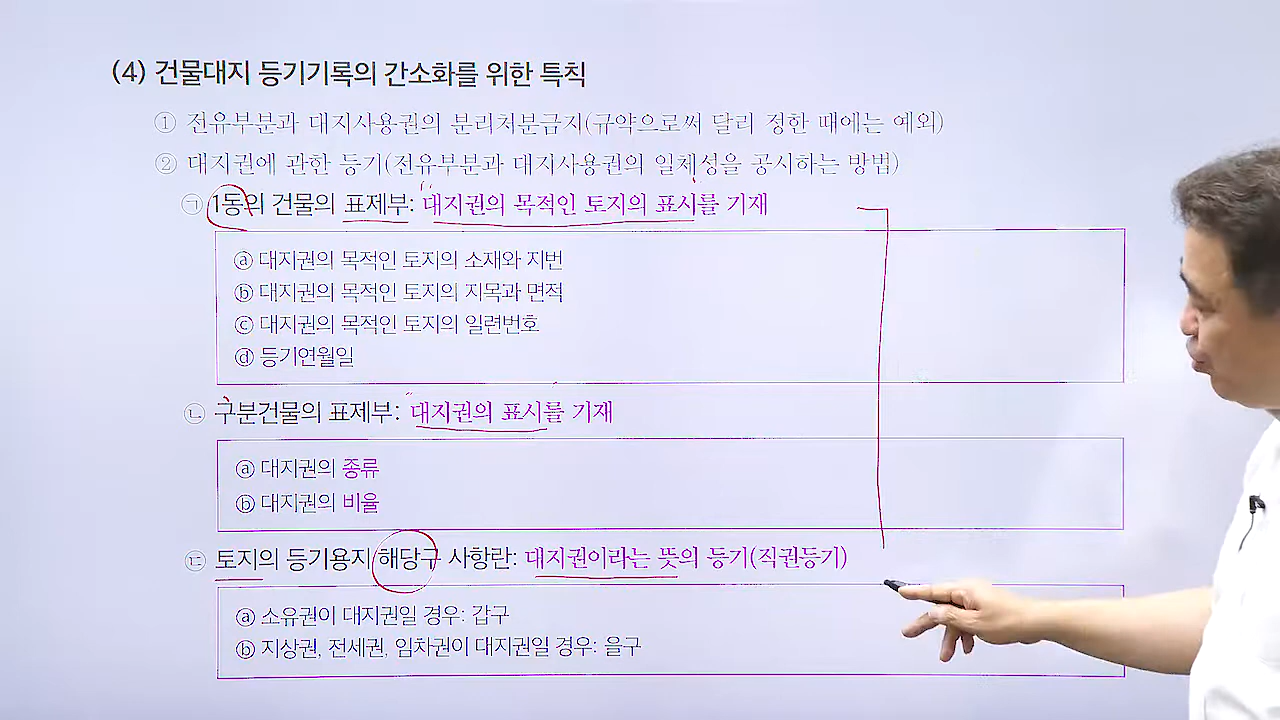 (4) 건물대지 등기기록의 간소화를 위한 특칙
① 전유부분과 대지사용권의 분리처분금지(규약으로써 달리 정한 때에는 예외)
② 대지권에 관한 등기(전유부분과 대지사용권의 일체성을 공시하는 방법)
㉠ 1동의 건물의 표제부: 대지권의 목적인 토지의 표시를 기재
ⓐ 대지권의 목적인 토지의 소재와 지번
ⓑ 대지권의 목적인 토지의 지목과 면적
ⓒ 대지권의 목적인 토지의 일련번호
ⓓ 등기연월일
㉡ 구분건물의 표제부: 대지권의 표시를 기재
ⓐ 대지권의 종류
ⓑ 대지권의 비율
㉢ 토지의 등기용지 해당구 사항란: 대지권이라는 뜻의 등기(직권등기)
ⓐ 소유권이 대지권일 경우: 갑구
ⓑ 지상권, 전세권, 임차권이 대지권일 경우: 을구